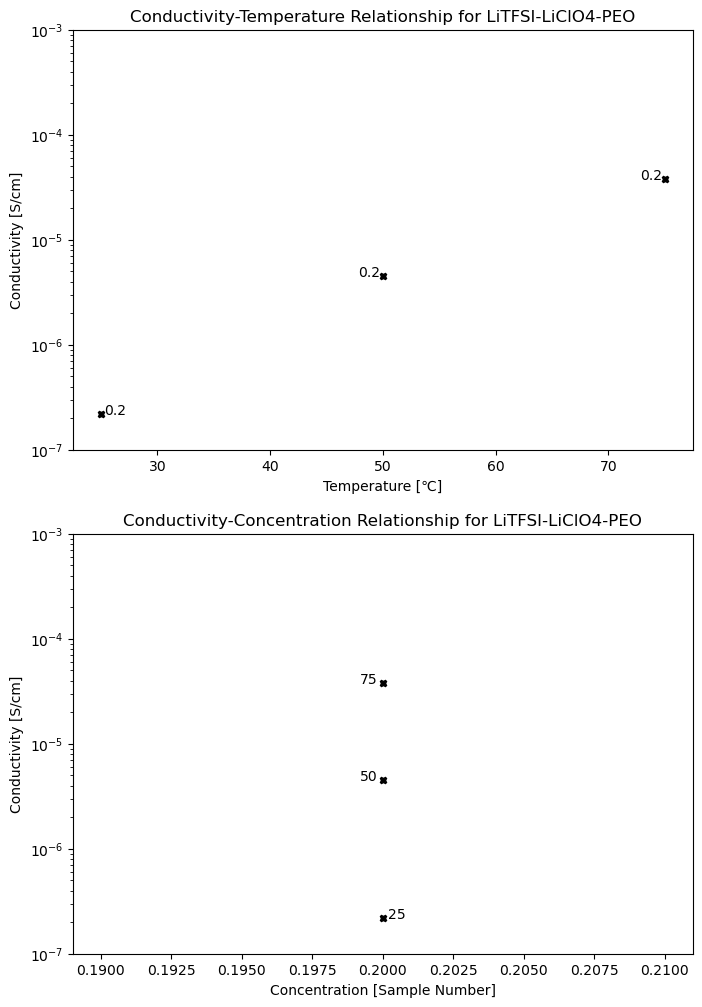 Conductivity-Temperature Relationship for LiTFSI-LiClO4-PEO
10⁻³
10⁻⁴
10⁻⁵
10⁻⁶
10⁻⁷
Conductivity [S/cm]
0.2
0.2
0.2
30 40 50 60 70
Temperature [℃]
Conductivity-Concentration Relationship for LiTFSI-LiClO4-PEO
10⁻³
10⁻⁴
10⁻⁵
10⁻⁶
10⁻⁷
Conductivity [S/cm]
75
50
25
0.1900 0.1925 0.1950 0.1975 0.2000 0.2025 0.2050 0.2075 0.2100
Concentration [Sample Number]